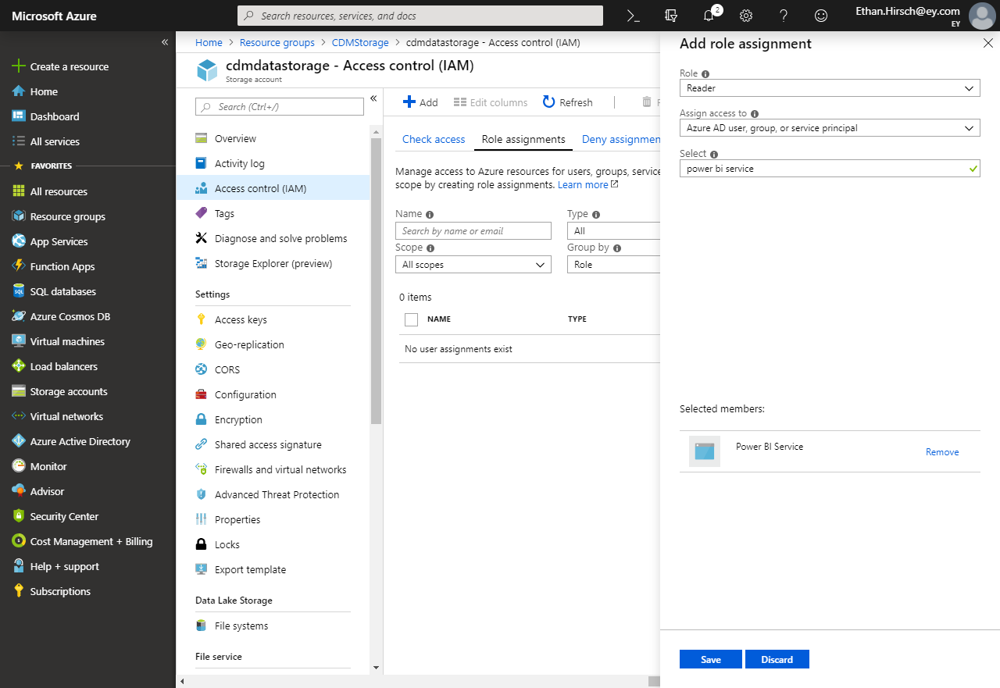 Microsoft Azure
Search resources, services, and docs
2
Ethan.Hirsch@ey.com
EY
Create a resource
Home
Dashboard
All services
FAVORITES
All resources
Resource groups
App Services
Function Apps
SQL databases
Azure Cosmos DB
Virtual machines
Load balancers
Storage accounts
Virtual networks
Azure Active Directory
Monitor
Advisor
Security Center
Cost Management + Billing
Help + support
Subscriptions
Home > Resource groups > CDMStorage > cdmdatastorage - Access control (IAM)
cdmdatastorage - Access control (IAM)
Storage account
Search (Ctrl+/)
Overview
Activity log
Access control (IAM)
Tags
Diagnose and solve problems
Storage Explorer (preview)
Settings
Access keys
Geo-replication
CORS
Configuration
Encryption
Shared access signature
Firewalls and virtual networks
Advanced Threat Protection
Properties
Locks
Export template
Data Lake Storage
File systems
File service
Add Edit columns Refresh
Check access Role assignments Deny assignmen
Manage access to Azure resources for users, groups, service
scope by creating role assignments. Learn more
Name Type
Search by name or email All
Scope Group by
All scopes Role
0 items
NAME TYPE
No user assignments exist
Add role assignment
Role
Reader
Assign access to
Azure AD user, group, or service principal
Select
power bi service
Selected members:
Power BI Service
Remove
Save Discard